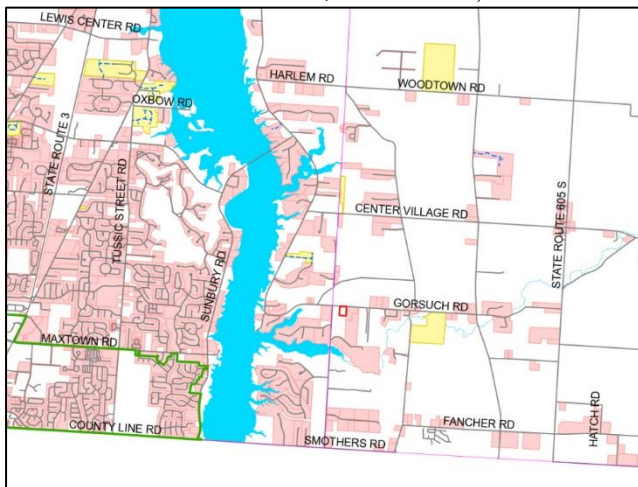 LEWIS CENTER RD
HARLEM RD
WOODTOWN RD
OXBOW RD
STATE ROUTE 3
TUSSIC STREET RD
CENTER VILLAGE RD
SUNBURY RD
STATE ROUTE 605 S
GORSUCH RD
MAXTOWN RD
COUNTY LINE RD
SMOTHERS RD
FANCHER RD
HATCH RD